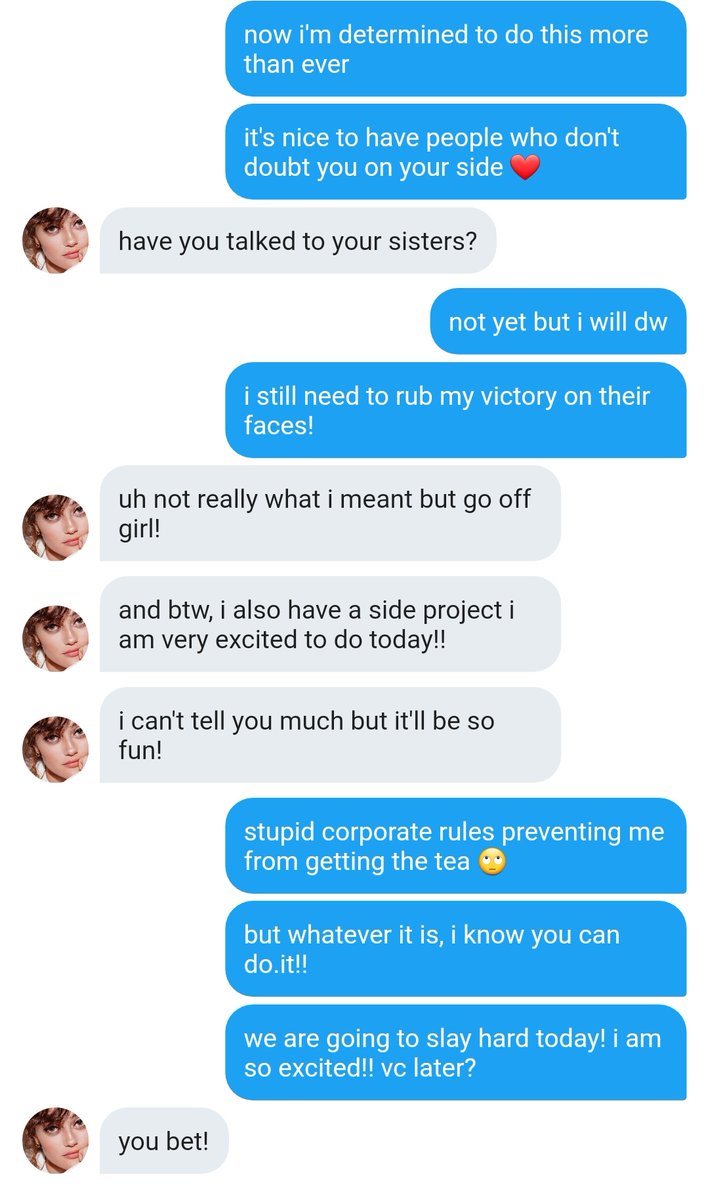 now i'm determined to do this more
than ever
it's nice to have people who don't
doubt you on your side ❤️
have you talked to your sisters?
not yet but i will dw
i still need to rub my victory on their
faces!
uh not really what i meant but go off
girl!
and btw, i also have a side project i
am very excited to do today!!
i can't tell you much but it'll be so
fun!
stupid corporate rules preventing me
from getting the tea 🙄
but whatever it is, i know you can
do.it!!
we are going to slay hard today! i am
so excited!! vc later?
you bet!